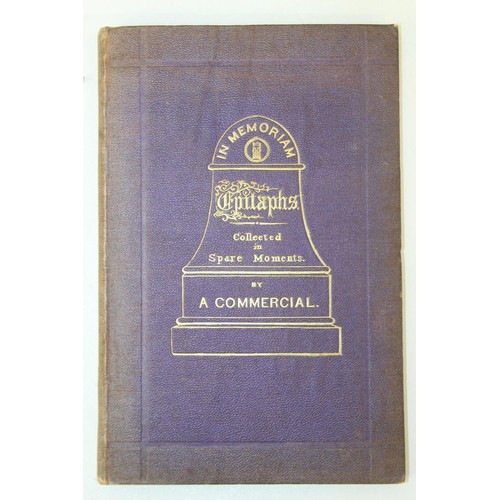 IN MEMORIAM
Epitaphs
Collected
in
Spare Moments.
BY
A COMMERCIAL.